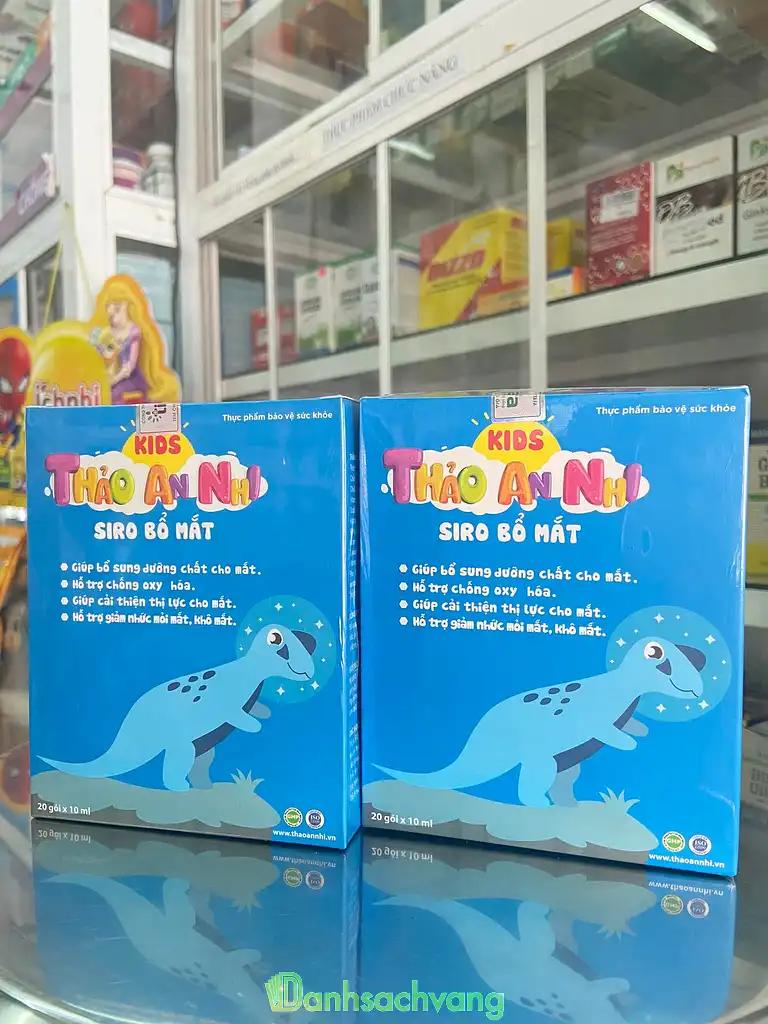 THỰC PHẨM CHỨC NĂNG
ichnhi
Thực phẩm bảo vệ sức khỏe
KIDS
THẢO AN NHI
SIRO BỔ MẮT
Giúp bổ sung dưỡng chất cho mắt.
Hỗ trợ chống oxy hóa.
Giúp cải thiện thị lực cho mắt.
Hỗ trợ giảm nhức mỏi mắt, khô mắt.
20 gói x 10 ml
GMP
ISO
www.thaoannhi.vn
Thực phẩm bảo vệ sức khỏe
KIDS
THẢO AN NHI
SIRO BỔ MẮT
Giúp bổ sung dưỡng chất cho mắt.
Hỗ trợ chống oxy hóa.
Giúp cải thiện thị lực cho mắt.
Hỗ trợ giảm nhức mỏi mắt, khô mắt.
20 gói x 10 ml
GMP
ISO
www.thaoannhi.vn
Danhsachvang